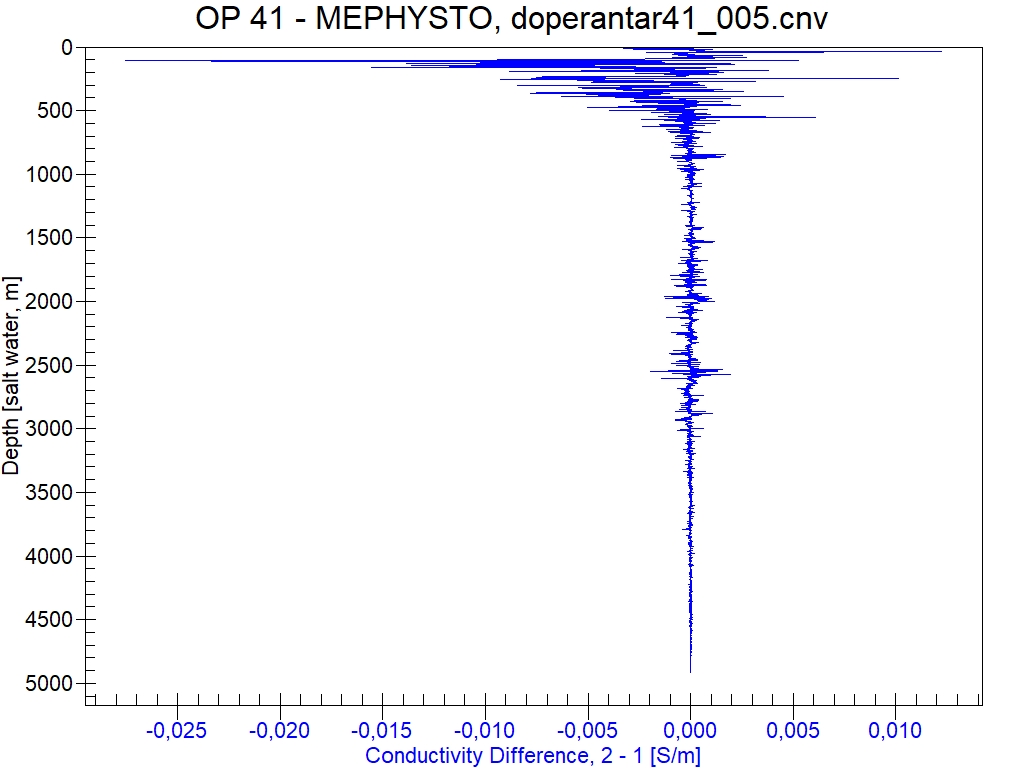 OP 41 - MEPHYSTO, doperantar41_005.cnv
0
500
1000
1500
2000
2500
3000
3500
4000
4500
5000
Depth [salt water, m]
-0,025 -0,020 -0,015 -0,010 -0,005 0,000 0,005 0,010
Conductivity Difference, 2 - 1 [S/m]